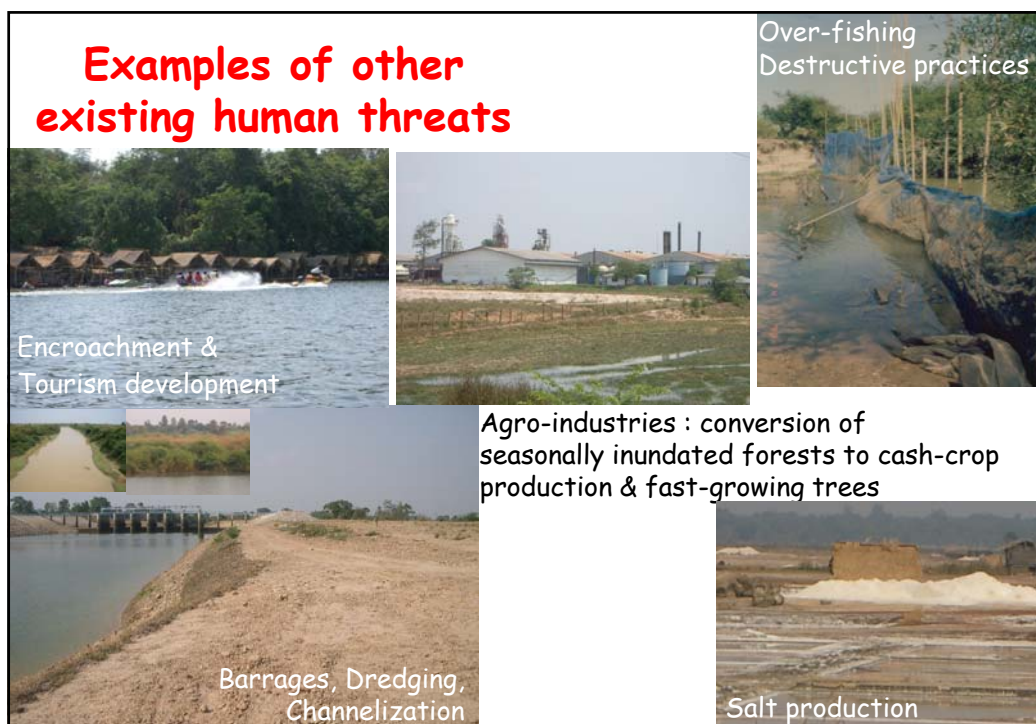 Examples of other
existing human threats
Over-fishing
Destructive practices
Encroachment &
Tourism development
Agro-industries : conversion of
seasonally inundated forests to cash-crop
production & fast-growing trees
Barrages, Dredging,
Channelization
Salt production